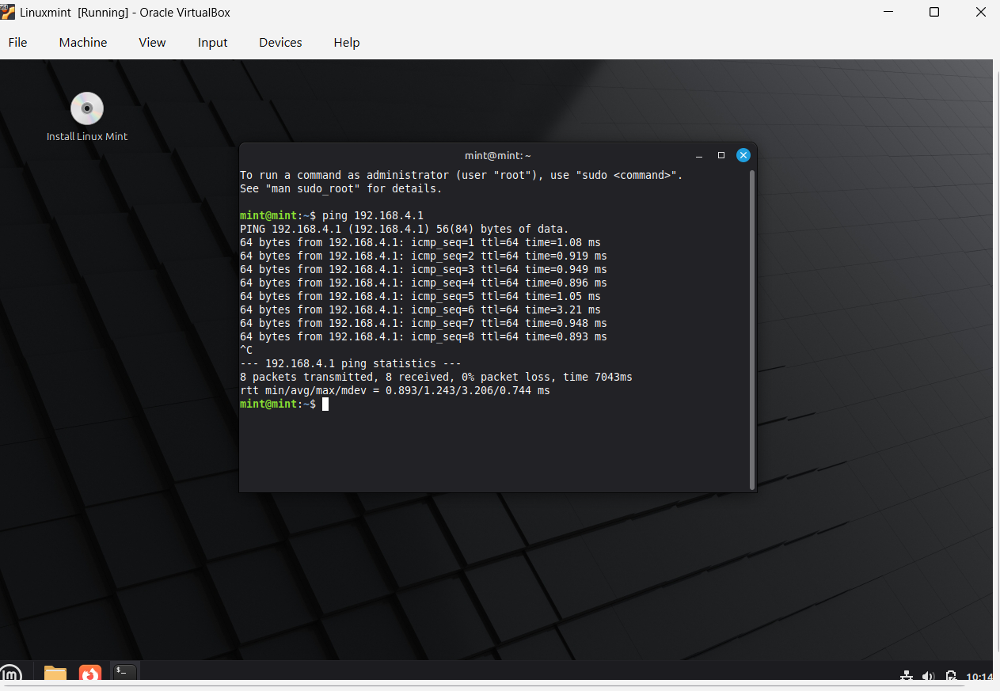 Linuxmint [Running] - Oracle VirtualBox
File Machine View Input Devices Help
Install Linux Mint
mint@mint: ~
To run a command as administrator (user "root"), use "sudo <command>".
See "man sudo_root" for details.
mint@mint:~$ ping 192.168.4.1
PING 192.168.4.1 (192.168.4.1) 56(84) bytes of data.
64 bytes from 192.168.4.1: icmp_seq=1 ttl=64 time=1.08 ms
64 bytes from 192.168.4.1: icmp_seq=2 ttl=64 time=0.919 ms
64 bytes from 192.168.4.1: icmp_seq=3 ttl=64 time=0.949 ms
64 bytes from 192.168.4.1: icmp_seq=4 ttl=64 time=0.896 ms
64 bytes from 192.168.4.1: icmp_seq=5 ttl=64 time=1.05 ms
64 bytes from 192.168.4.1: icmp_seq=6 ttl=64 time=3.21 ms
64 bytes from 192.168.4.1: icmp_seq=7 ttl=64 time=0.948 ms
64 bytes from 192.168.4.1: icmp_seq=8 ttl=64 time=0.893 ms
^C
--- 192.168.4.1 ping statistics ---
8 packets transmitted, 8 received, 0% packet loss, time 7043ms
rtt min/avg/max/mdev = 0.893/1.243/3.206/0.744 ms
mint@mint:~$
$_
10:14